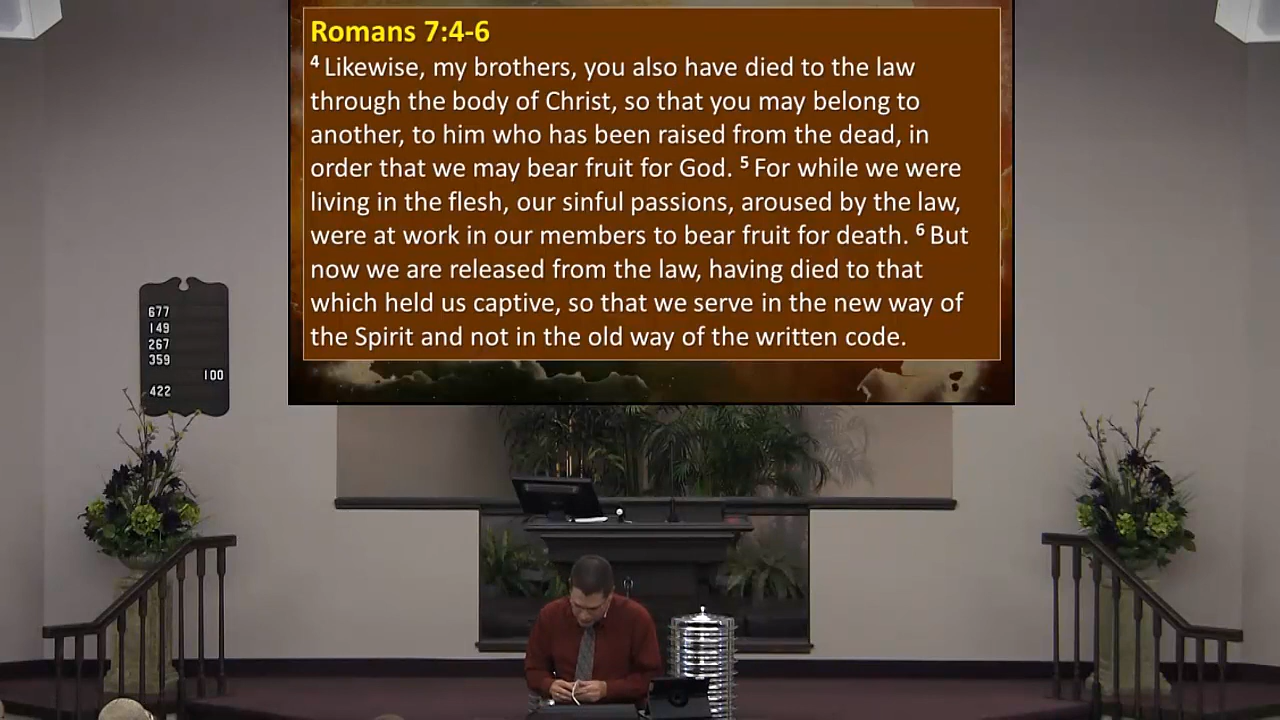 Romans 7:4-6
4 Likewise, my brothers, you also have died to the law
through the body of Christ, so that you may belong to
another, to him who has been raised from the dead, in
order that we may bear fruit for God. 5 For while we were
living in the flesh, our sinful passions, aroused by the law,
were at work in our members to bear fruit for death. 6 But
now we are released from the law, having died to that
which held us captive, so that we serve in the new way of
the Spirit and not in the old way of the written code.
677
149
267
359
100
422